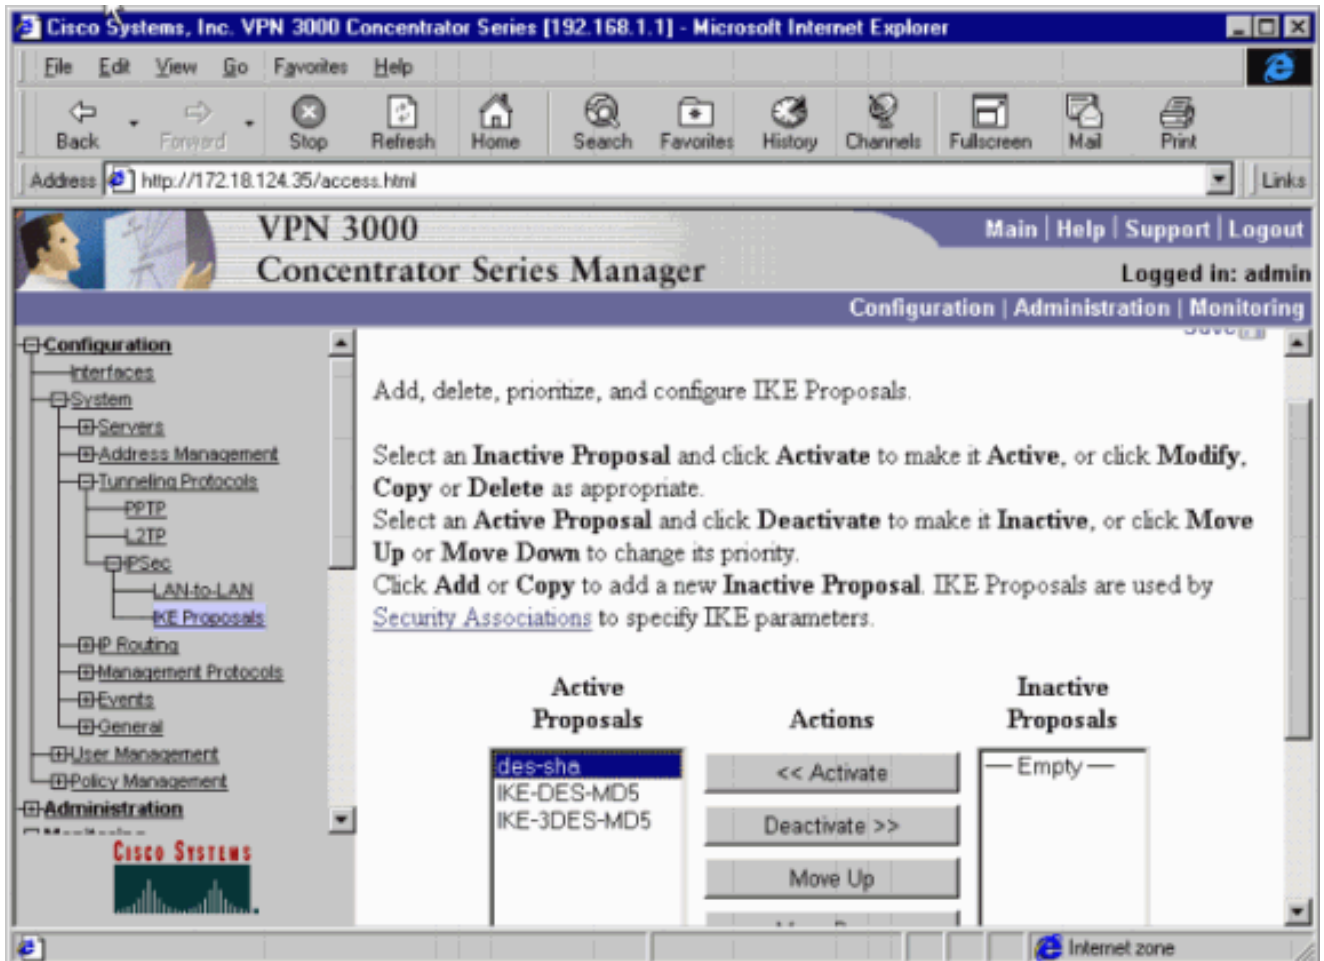 Cisco Systems, Inc. VPN 3000 Concentrator Series [192.168.1.1] - Microsoft Internet Explorer
File Edit View Go Favorites Help
Back Forward Stop Refresh Home Search Favorites History Channels Fullscreen Mail Print
Address http://172.18.124.35/access.html Links
VPN 3000
Concentrator Series Manager
Main | Help | Support | Logout
Logged in: admin
Configuration | Administration | Monitoring
Configuration
Interfaces
System
Servers
Address Management
Tunneling Protocols
PPTP
L2TP
IPSec
LAN-to-LAN
IKE Proposals
IP Routing
Management Protocols
Events
General
User Management
Policy Management
Administration
CISCO SYSTEMS
Save
Add, delete, prioritize, and configure IKE Proposals.
Select an Inactive Proposal and click Activate to make it Active, or click Modify,
Copy or Delete as appropriate.
Select an Active Proposal and click Deactivate to make it Inactive, or click Move
Up or Move Down to change its priority.
Click Add or Copy to add a new Inactive Proposal. IKE Proposals are used by
Security Associations to specify IKE parameters.
Active
Proposals
Actions
Inactive
Proposals
des-sha
IKE-DES-MD5
IKE-3DES-MD5
<< Activate
Deactivate >>
Move Up
— Empty —
Internet zone